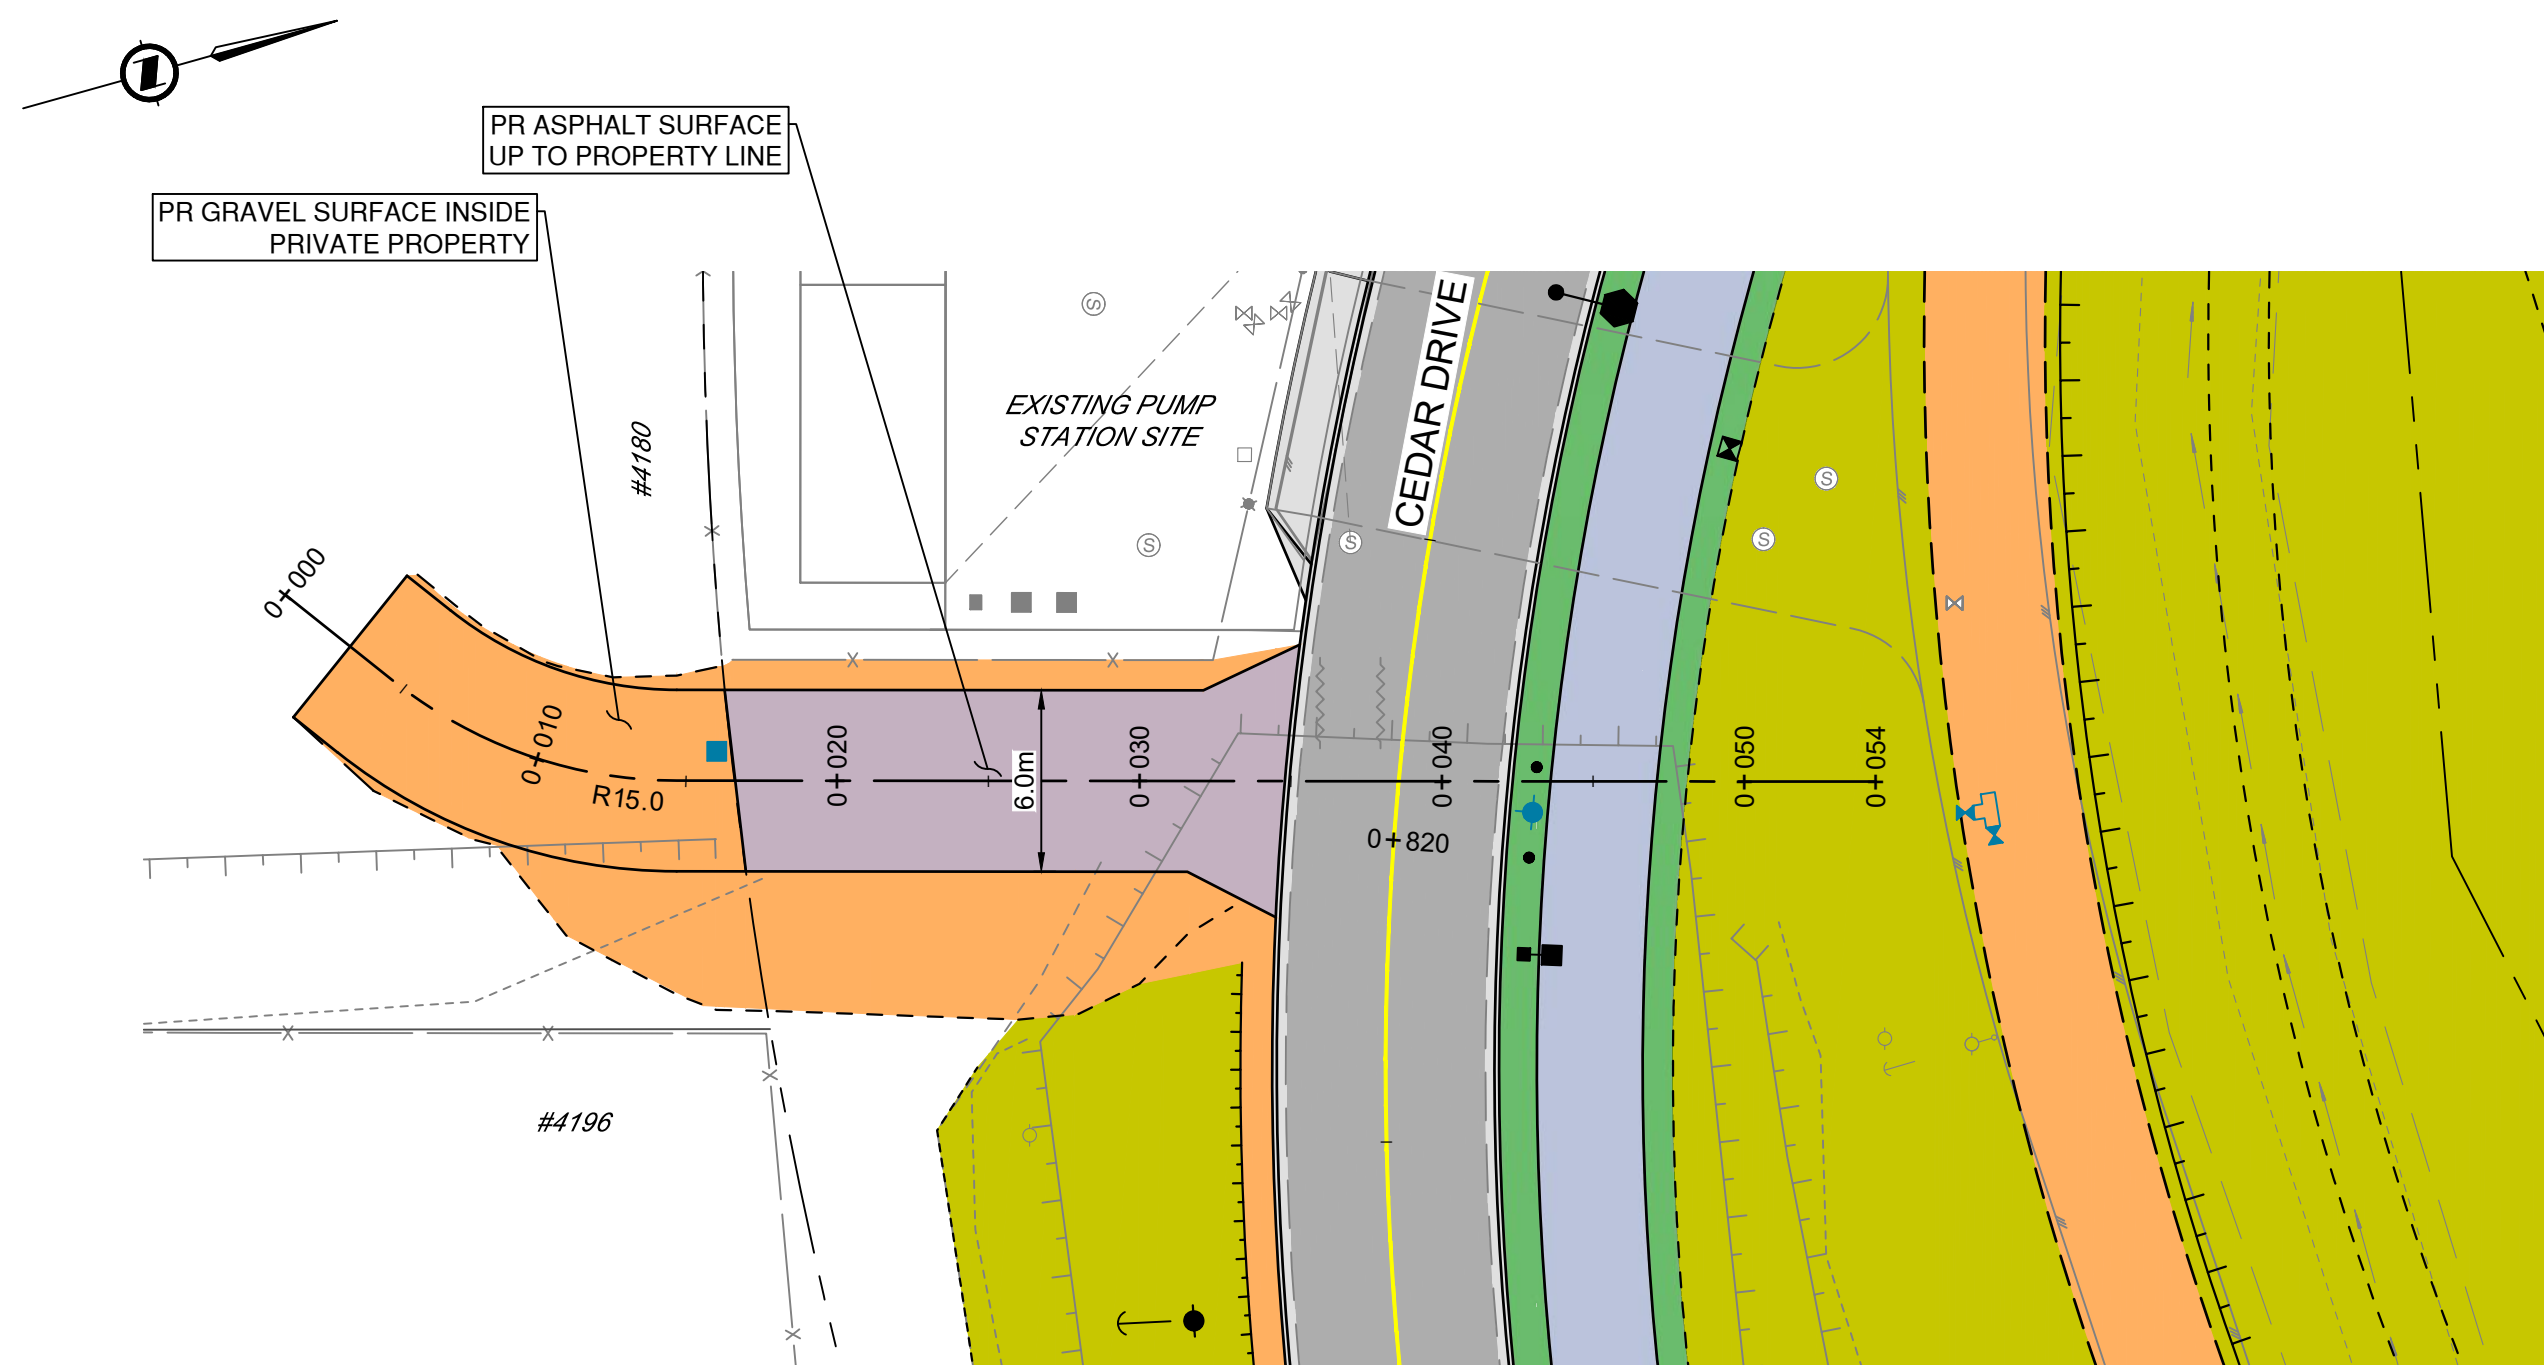 PR ASPHALT SURFACE
UP TO PROPERTY LINE
PR GRAVEL SURFACE INSIDE
PRIVATE PROPERTY
CEDAR DRIVE
EXISTING PUMP
STATION SITE
#4180
S
S
S
S
S
0+000
0+010
R15.0
0+020
6.0m
0+030
0+040
0+050
0+054
0+820
#4196